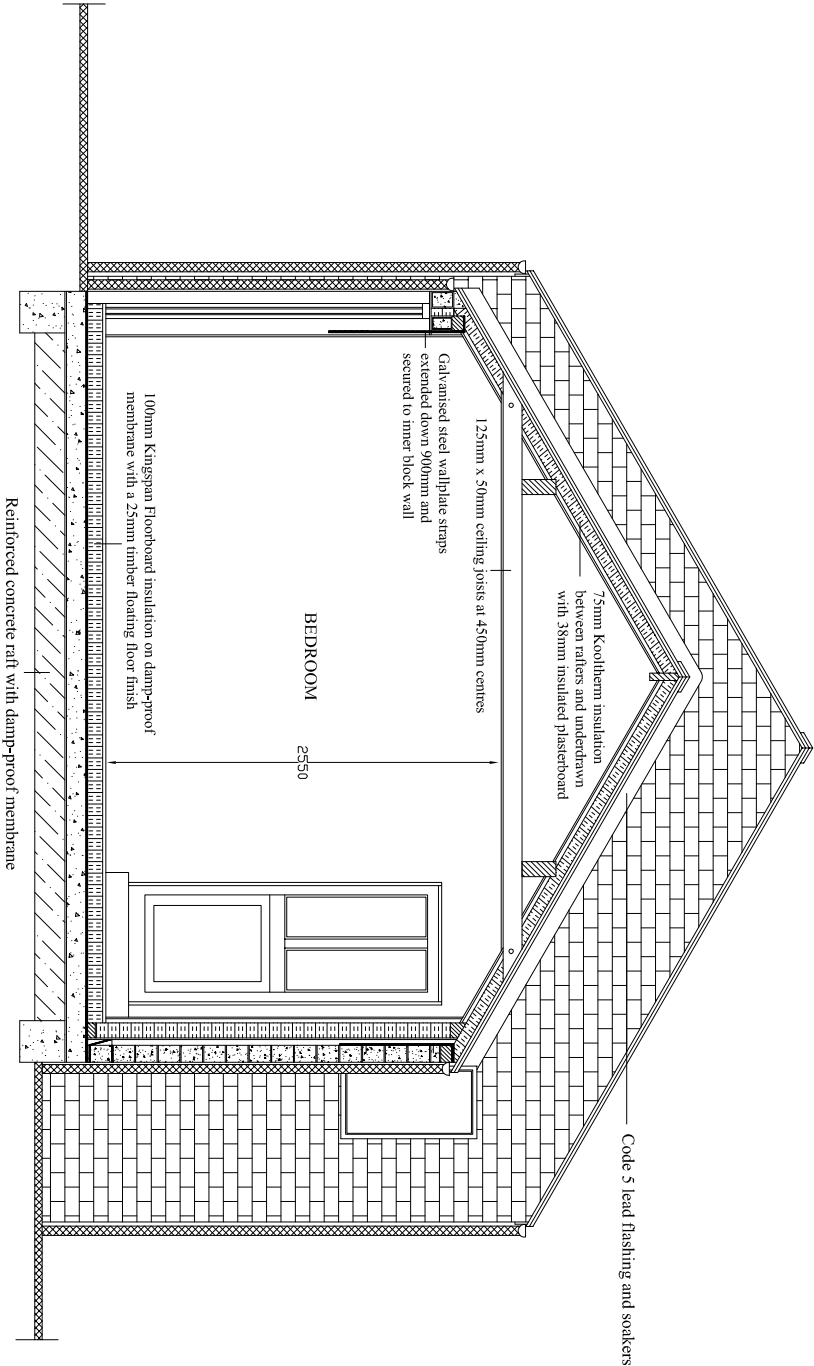 Code 5 lead flashing and soakers
75mm Kooltherm insulation
between rafters and underdrawn
with 38mm insulated plasterboard
125mm x 50mm ceiling joists at 450mm centres
Galvanised steel wallplate straps
extended down 900mm and
secured to inner block wall
BEDROOM
2550
100mm Kingspan Floorboard insulation on damp-proof
membrane with a 25mm timber floating floor finish
Reinforced concrete raft with damp-proof membrane